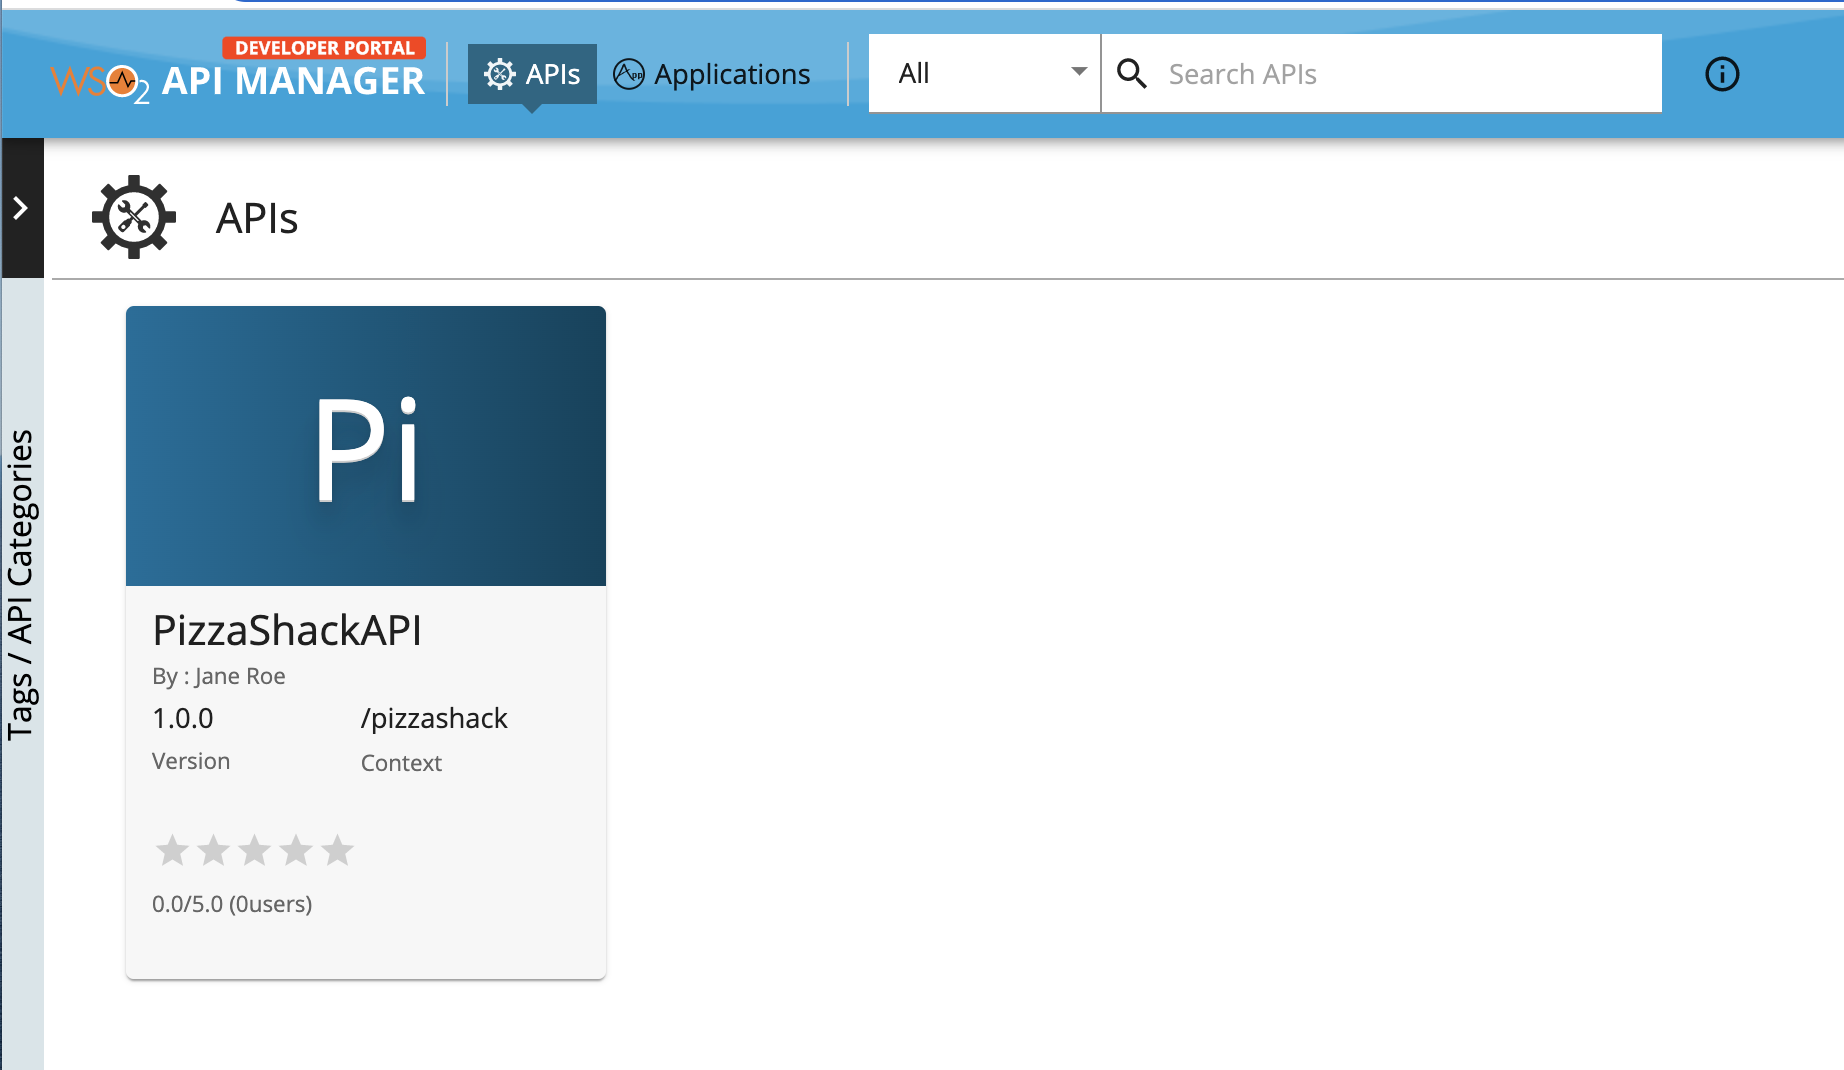 DEVELOPER PORTAL
WSO2 API MANAGER
APIs
App Applications
All
Search APIs
APIs
Tags / API Categories
Pi
PizzaShackAPI
By : Jane Roe
1.0.0 /pizzashack
Version Context
0.0/5.0 (0users)